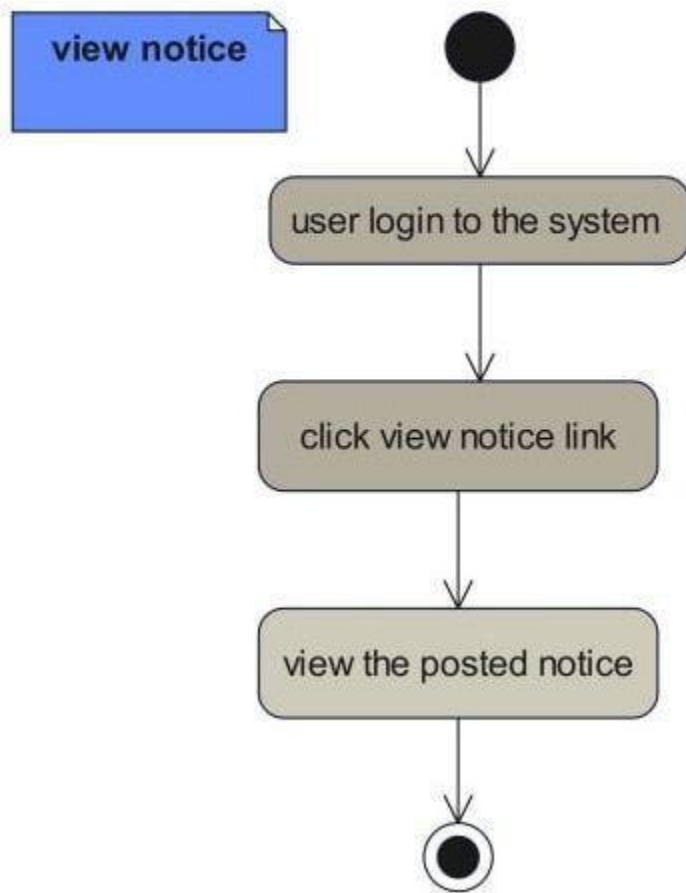 view notice
user login to the system
click view notice link
view the posted notice